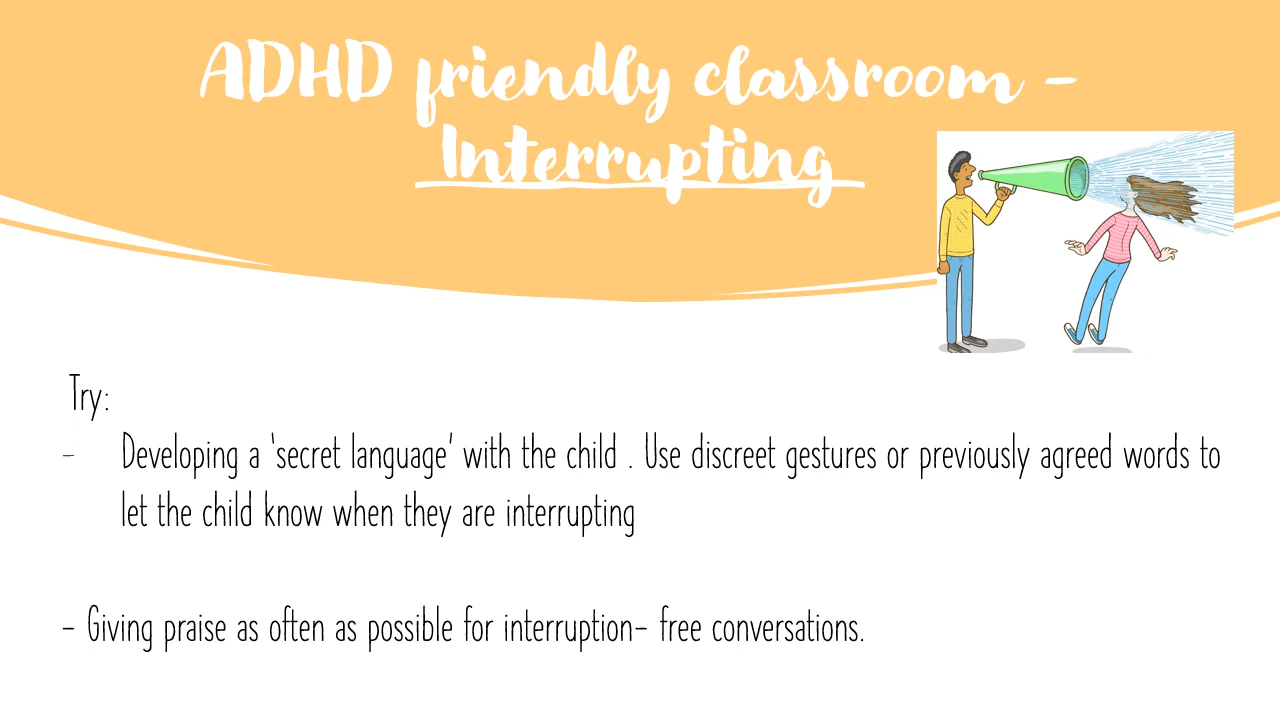 ADHD friendly classroom -
Interrupting
Try:
- Developing a 'secret language' with the child . Use discreet gestures or previously agreed words to
let the child know when they are interrupting
- Giving praise as often as possible for interruption- free conversations.